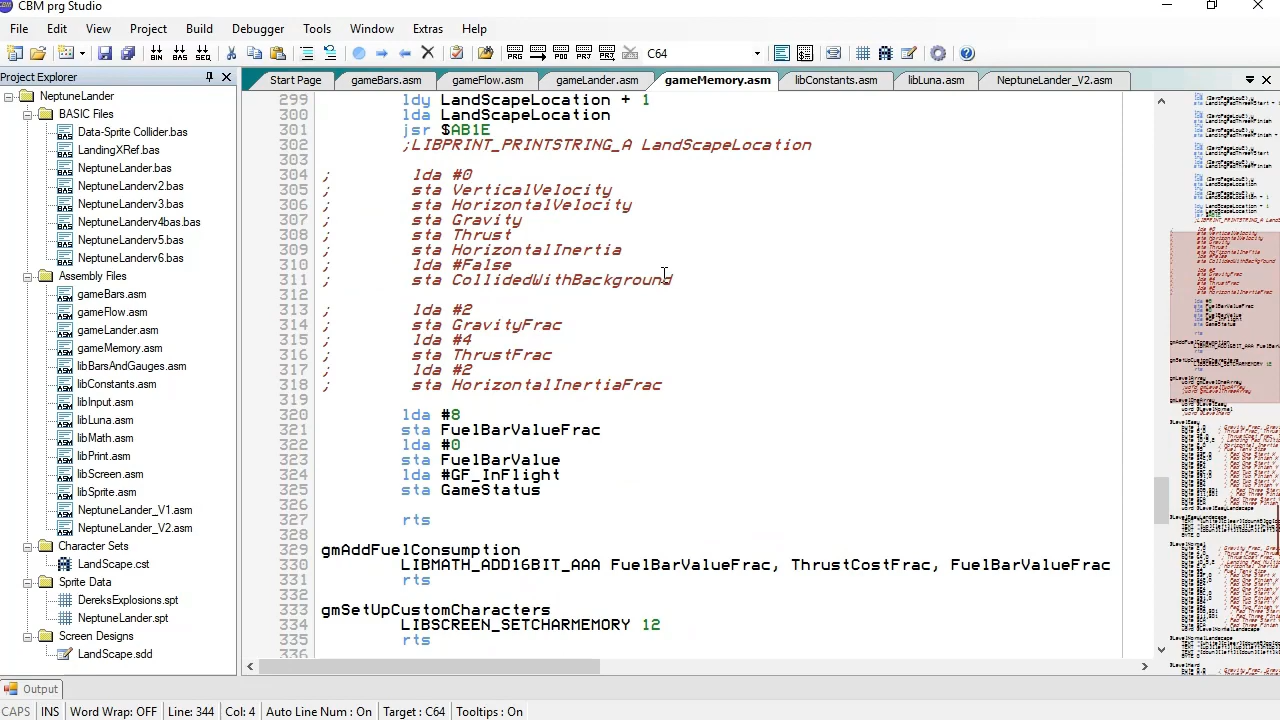 CBM prg Studio
File Edit View Project Build Debugger Tools Window Extras Help
C64
Project Explorer
Start Page gameBars.asm gameFlow.asm gameLander.asm gameMemory.asm libConstants.asm libLuna.asm NeptuneLander_V2.asm
NeptuneLander
BASIC Files
Data-Sprite Collider.bas
LandingXRef.bas
NeptuneLander.bas
NeptuneLanderv2.bas
NeptuneLanderv3.bas
NeptuneLanderv4bas.bas
NeptuneLanderv5.bas
NeptuneLanderv6.bas
Assembly Files
gameBars.asm
gameFlow.asm
gameLander.asm
gameMemory.asm
libBarsAndGauges.asm
libConstants.asm
libInput.asm
libLuna.asm
libMath.asm
libPrint.asm
libScreen.asm
libSprite.asm
NeptuneLander_V1.asm
NeptuneLander_V2.asm
Character Sets
LandScape.cst
Sprite Data
DereksExplosions.spt
NeptuneLander.spt
Screen Designs
LandScape.sdd
299 ldy LandScapeLocation + 1
300 lda LandScapeLocation
301 jsr $AB1E
302 ;LIBPRINT_PRINTSTRING_A LandScapeLocation
303
304 ; lda #0
305 ; sta VerticalVelocity
306 ; sta HorizontalVelocity
307 ; sta Gravity
308 ; sta Thrust
309 ; sta HorizontalInertia
310 ; lda #False
311 ; sta CollidedWithBackground
312
313 ; lda #2
314 ; sta GravityFrac
315 ; lda #4
316 ; sta ThrustFrac
317 ; lda #2
318 ; sta HorizontalInertiaFrac
319
320 lda #8
321 sta FuelBarValueFrac
322 lda #0
323 sta FuelBarValue
324 lda #GF_InFlight
325 sta GameStatus
326
327 rts
328
329 gmAddFuelConsumption
330 LIBMATH_ADD16BIT_AAA FuelBarValueFrac, ThrustCostFrac, FuelBarValueFrac
331 rts
332
333 gmSetUpCustomCharacters
334 LIBSCREEN_SETCHARMEMORY 12
335 rts
336
Output
CAPS INS Word Wrap: OFF Line: 344 Col: 4 Auto Line Num : On Target : C64 Tooltips : On